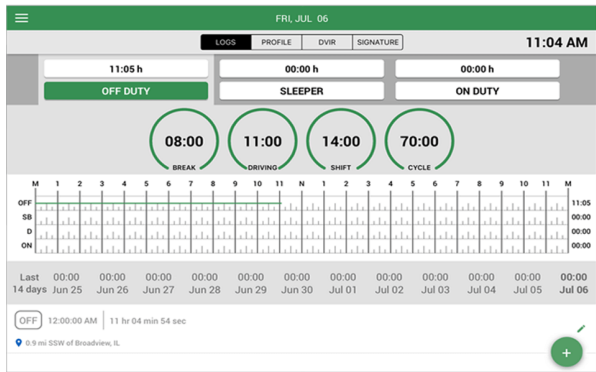 FRI, JUL 06
LOGS PROFILE DVIR SIGNATURE 11:04 AM
11:05 h 00:00 h 00:00 h
OFF DUTY SLEEPER ON DUTY
08:00 11:00 14:00 70:00
BREAK DRIVING SHIFT CYCLE
M 1 2 3 4 5 6 7 8 9 10 11 N 1 2 3 4 5 6 7 8 9 10 11 M
OFF 11:05
SB 00:00
D 00:00
ON 00:00
Last 00:00 00:00 00:00 00:00 00:00 00:00 00:00 00:00 00:00 00:00 00:00 00:00
14 days Jun 25 Jun 26 Jun 27 Jun 28 Jun 29 Jun 30 Jul 01 Jul 02 Jul 03 Jul 04 Jul 05 Jul 06
OFF 12:00:00 AM 11 hr 04 min 54 sec
0.9 mi SSW of Broadview, IL